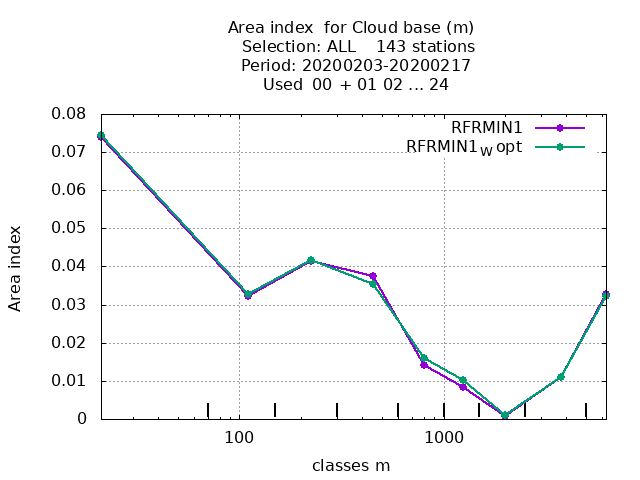 Area index  for Cloud base (m)
Selection: ALL    143 stations
Period: 20200203-20200217
Used  00 + 01 02 ... 24
RFRMIN1
RFRMIN1W opt
0.08
0.07
0.06
0.05
0.04
0.03
0.02
0.01
0
Area index
100
1000
classes m